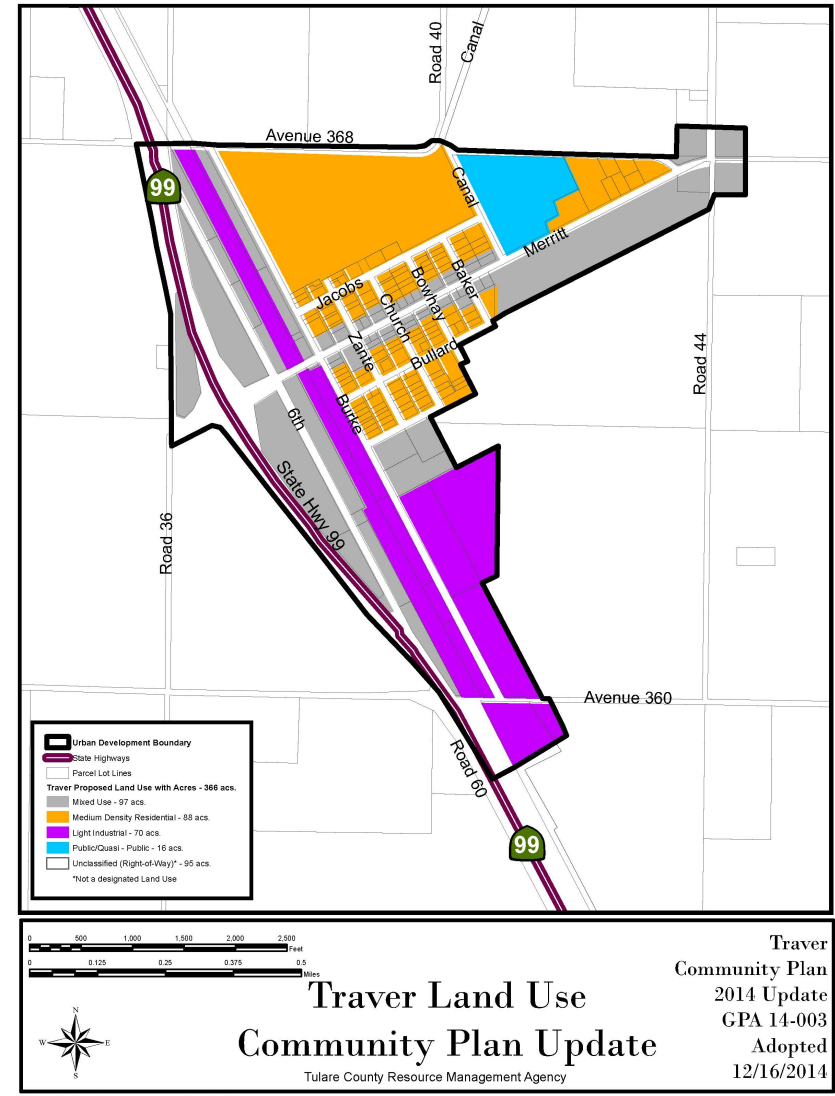 Road 40
Canal
Avenue 368
99
Canal
Merritt
Jacobs
Baker
Bowhay
Church
Zante
Bullard
Road 44
Burke
6th
State Hwy 99
Road 36
Avenue 360
Road 60
99
Urban Development Boundary
State Highways
Parcel Lot Lines
Traver Proposed Land Use with Acres - 366 acs.
Mixed Use - 97 acs.
Medium Density Residential - 88 acs.
Light Industrial - 70 acs.
Public/Quasi - Public - 16 acs.
Unclassified (Right-of-Way)* - 95 acs.
*Not a designated Land Use
0 500 1,000 1,500 2,000 2,500
Feet
0 0.125 0.25 0.375 0.5
Miles
N
W E
S
Traver Land Use
Community Plan Update
Tulare County Resource Management Agency
Traver
Community Plan
2014 Update
GPA 14-003
Adopted
12/16/2014